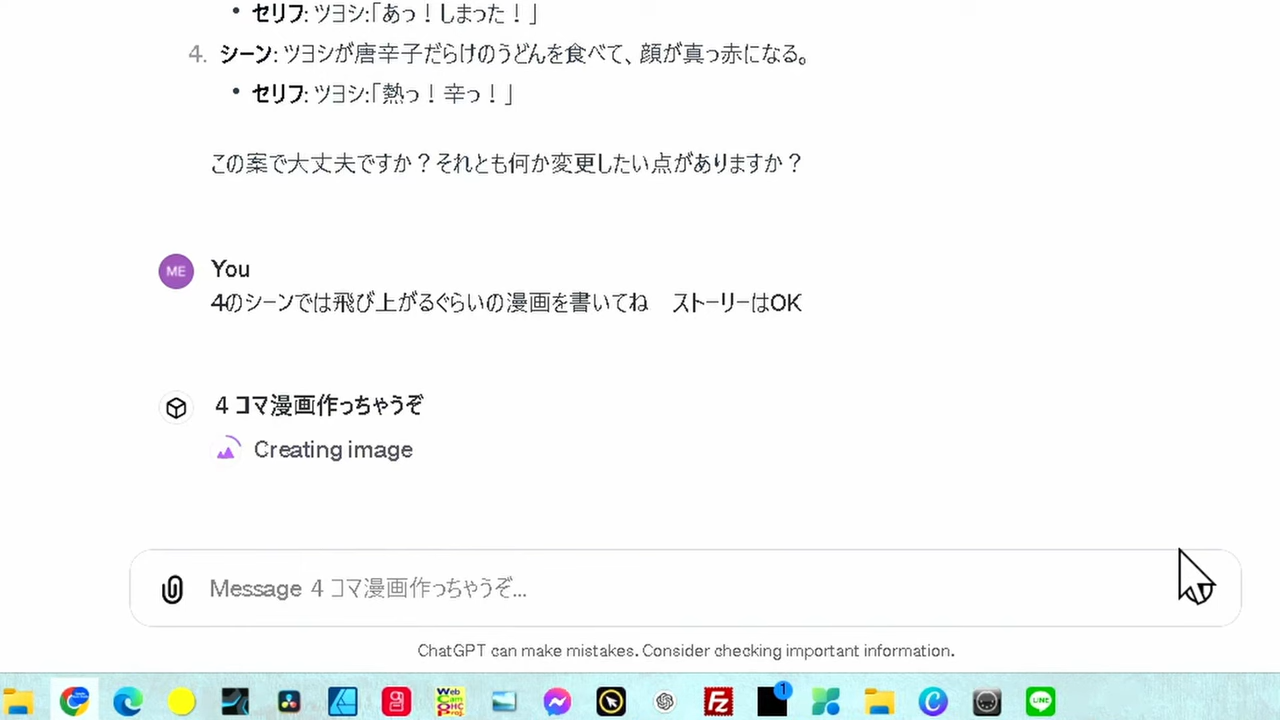 • セリフ: ツヨシ:「あっ！しまった！」
4. シーン: ツヨシが唐辛子だらけのうどんを食べて、顔が真っ赤になる。
• セリフ: ツヨシ:「熱っ！辛っ！」
この案で大丈夫ですか？それとも何か変更したい点がありますか？
ME
You
4のシーンでは飛び上がるぐらいの漫画を書いてね　ストーリーはOK
４コマ漫画作っちゃうぞ
Creating image
Message ４コマ漫画作っちゃうぞ...
ChatGPT can make mistakes. Consider checking important information.
Web
Cam
1
FZ
LINE